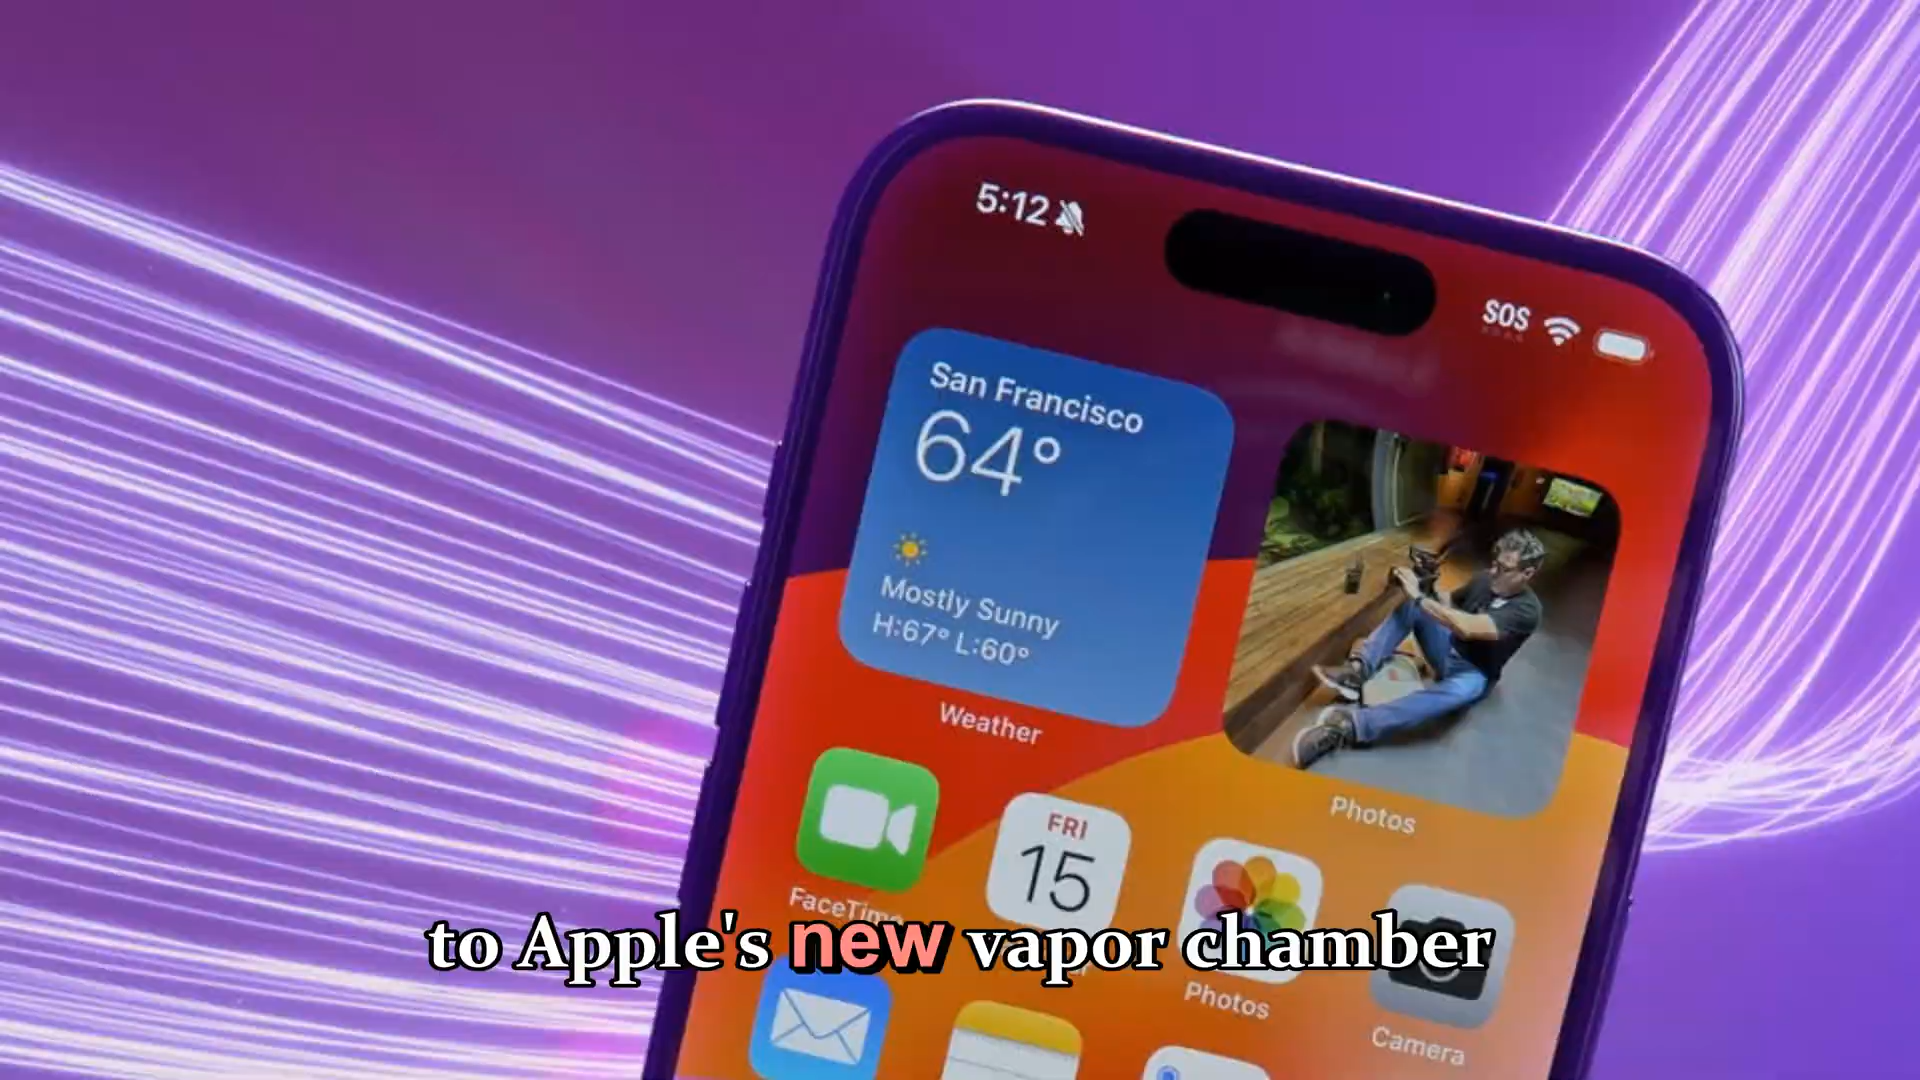 5:12
SOS
San Francisco
64°
Mostly Sunny
H:67° L:60°
Weather
Photos
FRI
15
FaceTime
Photos
Camera
to Apple's new vapor chamber